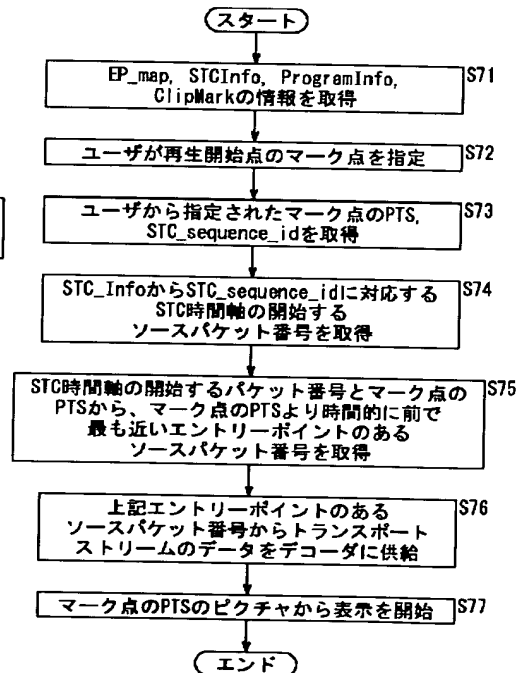 スタート
EP_map, STCInfo, ProgramInfo,
ClipMarkの情報を取得
S71
ユーザが再生開始点のマーク点を指定
S72
ユーザから指定されたマーク点のPTS,
STC_sequence_idを取得
S73
STC_InfoからSTC_sequence_idに対応する
STC時間軸の開始する
ソースパケット番号を取得
S74
STC時間軸の開始するパケット番号とマーク点の
PTSから、マーク点のPTSより時間的に前で
最も近いエントリーポイントのある
ソースパケット番号を取得
S75
上記エントリーポイントのある
ソースパケット番号からトランスポート
ストリームのデータをデコーダに供給
S76
マーク点のPTSのピクチャから表示を開始
S77
エンド